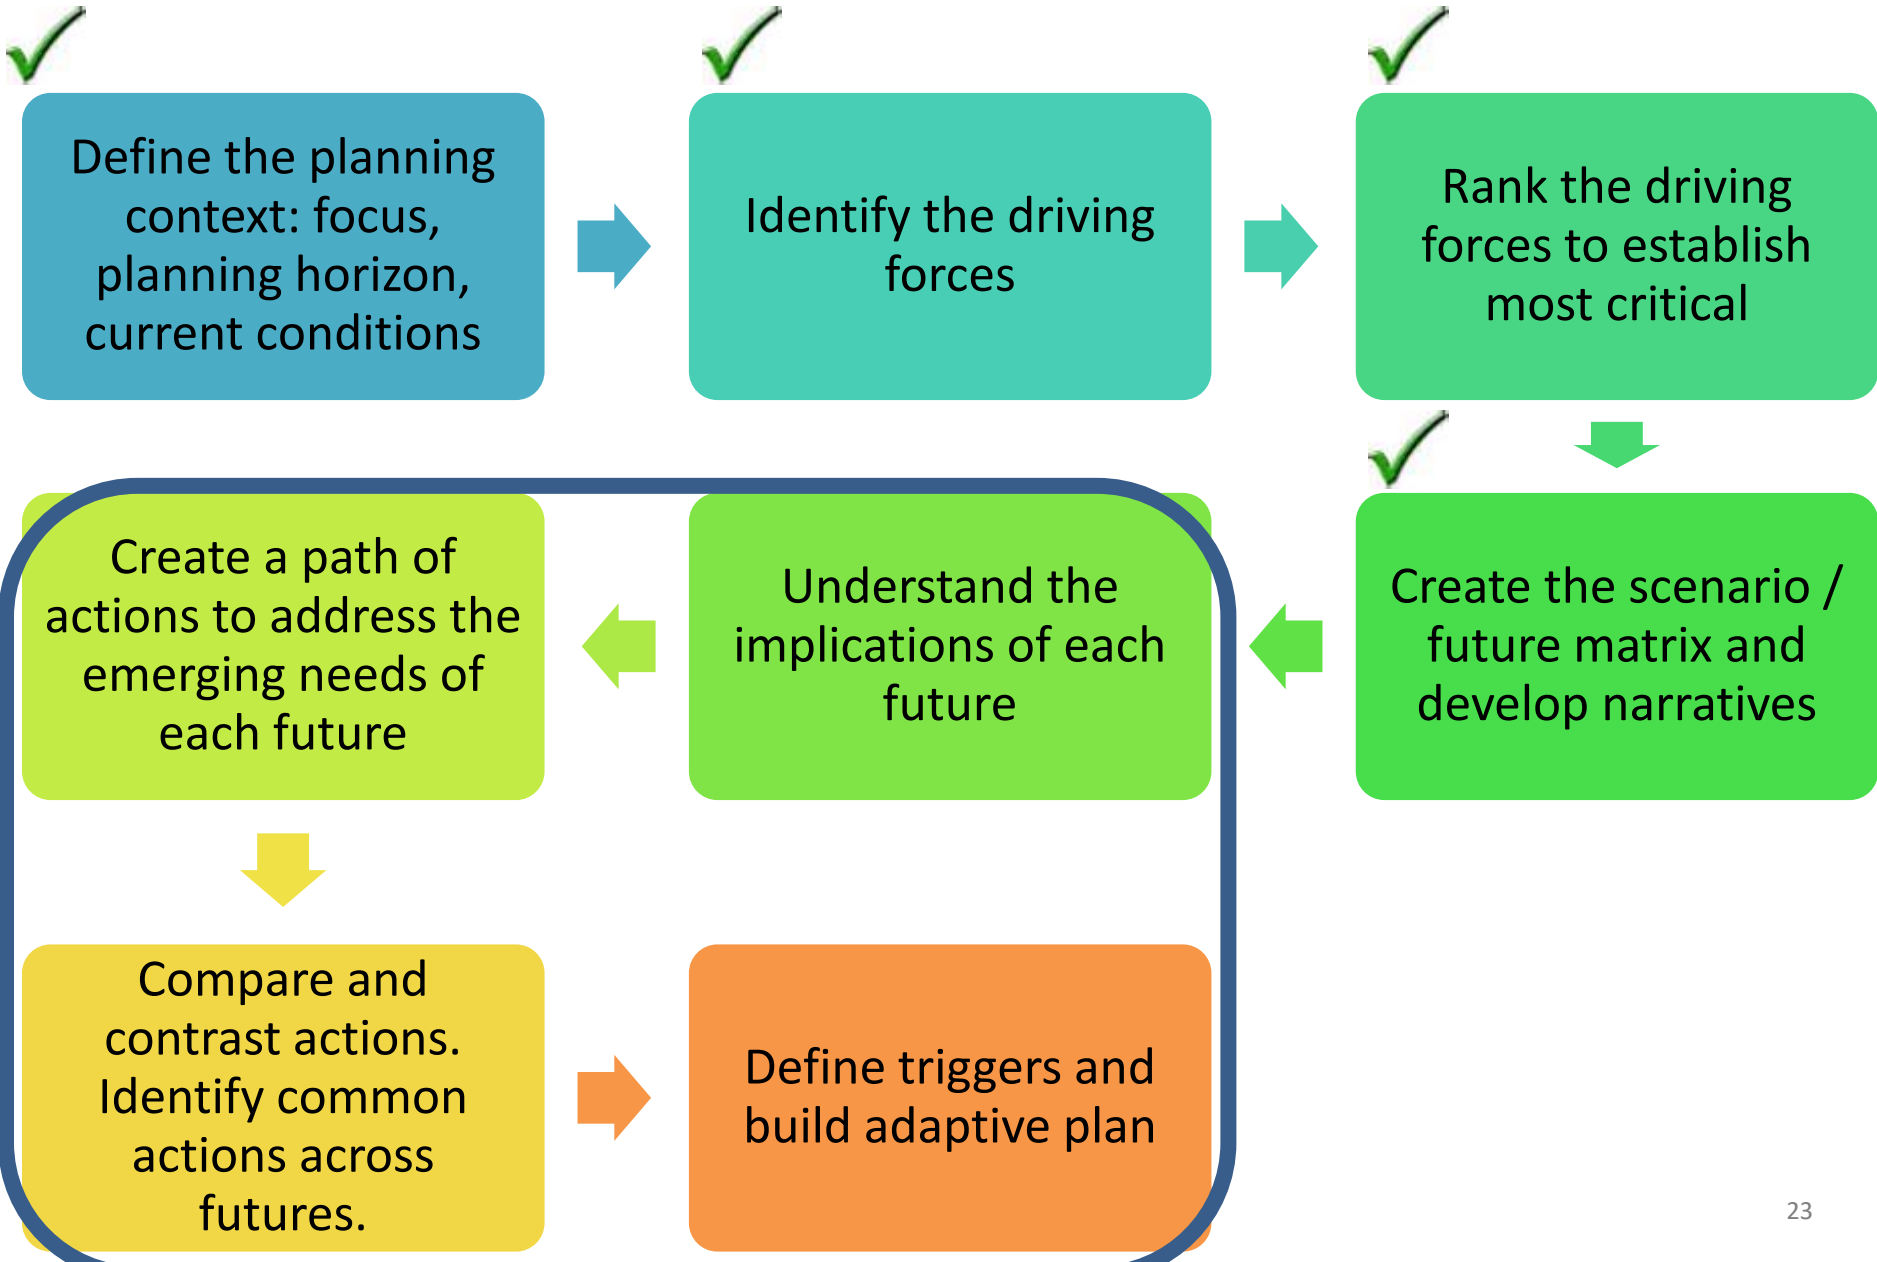 Define the planning
context: focus,
planning horizon,
current conditions
Identify the driving
forces
Rank the driving
forces to establish
most critical
Create the scenario /
future matrix and
develop narratives
Understand the
implications of each
future
Create a path of
actions to address the
emerging needs of
each future
Compare and
contrast actions.
Identify common
actions across
futures.
Define triggers and
build adaptive plan
23